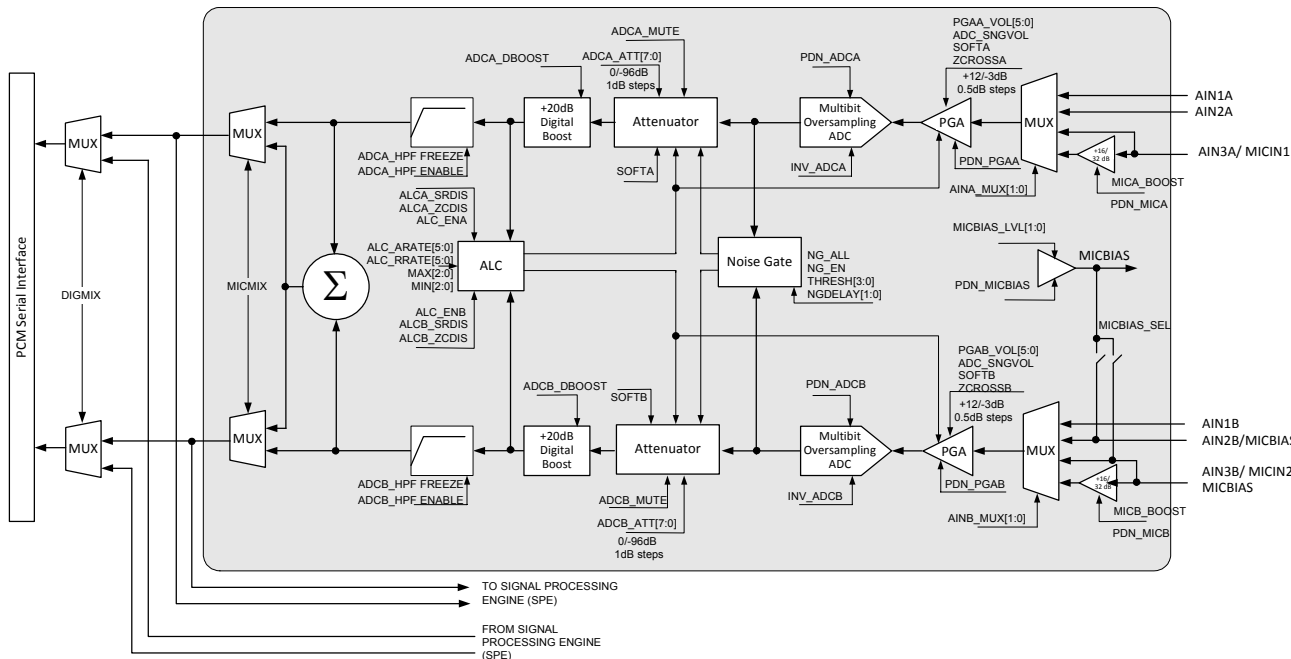 ADCA_MUTE
ADCA_ATT[7:0]
0/-96dB
1dB steps
ADCA_DBOOST
PDN_ADCA
PGAA_VOL[5:0]
ADC_SNGVOL
SOFTA
ZCROSSA
+12/-3dB
0.5dB steps
AIN1A
AIN2A
AIN3A/ MICIN1
MUX
MUX
+20dB
Digital
Boost
Attenuator
Multibit
Oversampling
ADC
PGA
MUX
+16/
32 dB
ADCA_HPF FREEZE
ADCA_HPF_ENABLE
SOFTA
INV_ADCA
PDN_PGAA
AINA_MUX[1:0]
MICA_BOOST
PDN_MICA
ALCA_SRDIS
ALCA_ZCDIS
ALC_ENA
ALC_ARATE[5:0]
ALC_RRATE[5:0]
MAX[2:0]
MIN[2:0]
ALC
ALC_ENB
ALCB_SRDIS
ALCB_ZCDIS
Noise Gate
NG_ALL
NG_EN
THRESH[3:0]
NGDELAY[1:0]
MICBIAS_LVL[1:0]
MICBIAS
PDN_MICBIAS
MICBIAS_SEL
PCM Serial Interface
DIGMIX
MICMIX
Σ
ADCB_DBOOST
SOFTB
PDN_ADCB
PGAB_VOL[5:0]
ADC_SNGVOL
SOFTB
ZCROSSB
+12/-3dB
0.5dB steps
AIN1B
AIN2B/MICBIAS
AIN3B/ MICIN2/
MICBIAS
MUX
MUX
+20dB
Digital
Boost
Attenuator
Multibit
Oversampling
ADC
PGA
MUX
+16/
32 dB
ADCB_HPF FREEZE
ADCB_HPF_ENABLE
ADCB_MUTE
ADCB_ATT[7:0]
0/-96dB
1dB steps
INV_ADCB
PDN_PGAB
AINB_MUX[1:0]
MICB_BOOST
PDN_MICB
TO SIGNAL PROCESSING
ENGINE (SPE)
FROM SIGNAL
PROCESSING ENGINE
(SPE)